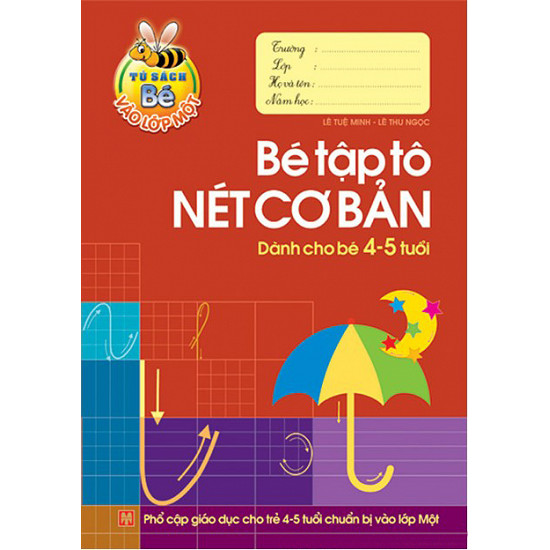 TỦ SÁCH
Bé
VÀO LỚP MỘT
Trường :
Lớp :
Họ và tên :
Năm học :
LÊ TUỆ MINH - LÊ THU NGỌC
Bé tập tô
NÉT CƠ BẢN
Dành cho bé 4-5 tuổi
Phổ cập giáo dục cho trẻ 4-5 tuổi chuẩn bị vào lớp Một